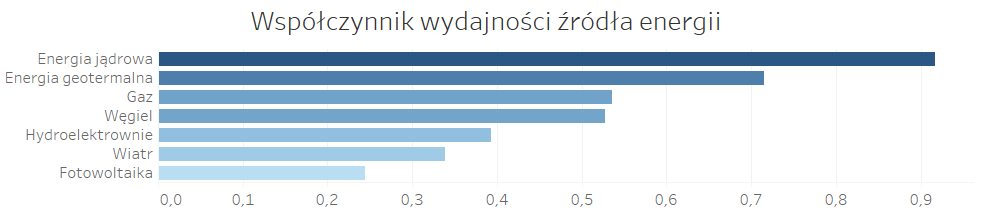 Współczynnik wydajności źródła energii
Energia jądrowa
Energia geotermalna
Gaz
Węgiel
Hydroelektrownie
Wiatr
Fotowoltaika
0,0 0,1 0,2 0,3 0,4 0,5 0,6 0,7 0,8 0,9